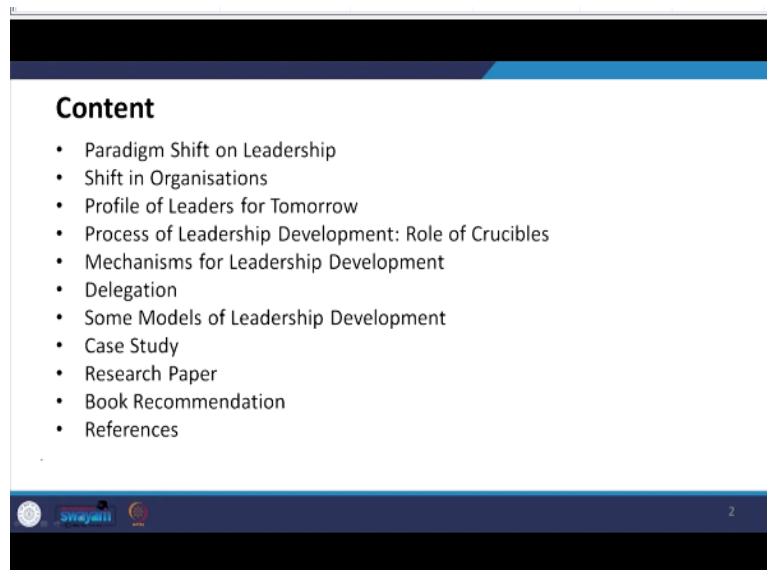 Content
• Paradigm Shift on Leadership
• Shift in Organisations
• Profile of Leaders for Tomorrow
• Process of Leadership Development: Role of Crucibles
• Mechanisms for Leadership Development
• Delegation
• Some Models of Leadership Development
• Case Study
• Research Paper
• Book Recommendation
• References
swayam
2